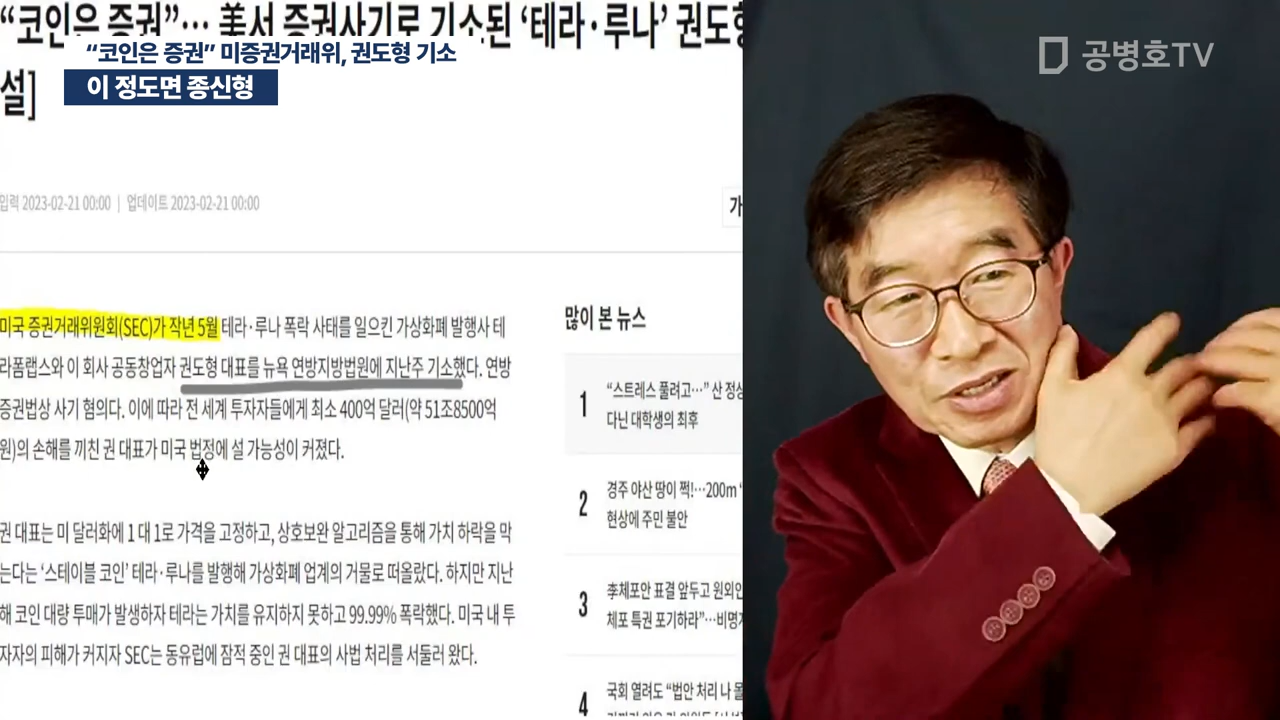 “코인은 증권”… 美서 증권사기로 기소된 ‘테라·루나’ 권도형
“코인은 증권” 미증권거래위, 권도형 기소
설]
이 정도면 종신형
공병호TV
입력 2023-02-21 00:00 | 업데이트 2023-02-21 00:00
가
미국 증권거래위원회(SEC)가 작년 5월 테라·루나 폭락 사태를 일으킨 가상화폐 발행사 테
라폼랩스와 이 회사 공동창업자 권도형 대표를 뉴욕 연방지방법원에 지난주 기소했다. 연방
증권법상 사기 혐의다. 이에 따라 전 세계 투자자들에게 최소 400억 달러(약 51조8500억
원)의 손해를 끼친 권 대표가 미국 법정에 설 가능성이 커졌다.
권 대표는 미 달러화에 1 대 1로 가격을 고정하고, 상호보완 알고리즘을 통해 가치 하락을 막
는다는 ‘스테이블 코인’ 테라·루나를 발행해 가상화폐 업계의 거물로 떠올랐다. 하지만 지난
해 코인 대량 투매가 발생하자 테라는 가치를 유지하지 못하고 99.99% 폭락했다. 미국 내 투
자자의 피해가 커지자 SEC는 동유럽에 잠적 중인 권 대표의 사법 처리를 서둘러 왔다.
많이 본 뉴스
1 “스트레스 풀려고…” 산 정상
다닌 대학생의 최후
2 경주 야산 땅이 쩍!…200m
현상에 주민 불안
3 李체포안 표결 앞두고 원외인
체포 특권 포기하라”…비명
4 국회 열려도 “법안 처리 나 몰